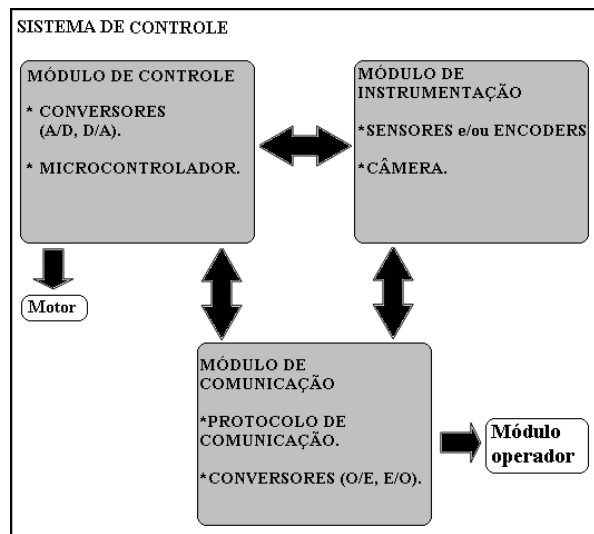 SISTEMA DE CONTROLE
MÓDULO DE CONTROLE
* CONVERSORES
(A/D, D/A).
* MICROCONTROLADOR.
MÓDULO DE
INSTRUMENTAÇÃO
*SENSORES e/ou ENCODERS
*CÂMERA.
Motor
MÓDULO DE
COMUNICAÇÃO
*PROTOCOLO DE
COMUNICAÇÃO.
*CONVERSORES (O/E, E/O).
Módulo
operador